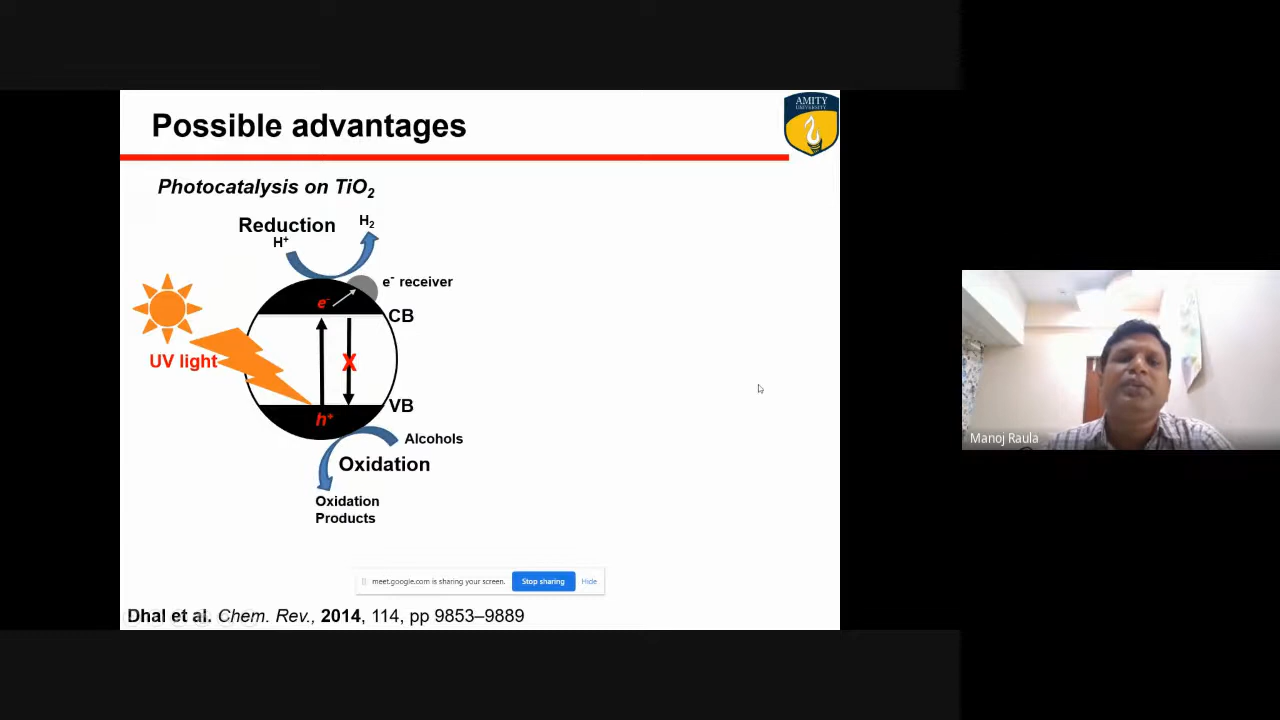 AMITY
UNIVERSITY
Possible advantages
Photocatalysis on TiO2
Reduction
H2
H+
e- receiver
e-
CB
UV light
X
VB
h+
Alcohols
Oxidation
Oxidation
Products
meet.google.com is sharing your screen.
Stop sharing
Hide
Dhal et al. Chem. Rev., 2014, 114, pp 9853–9889
Manoj Raula